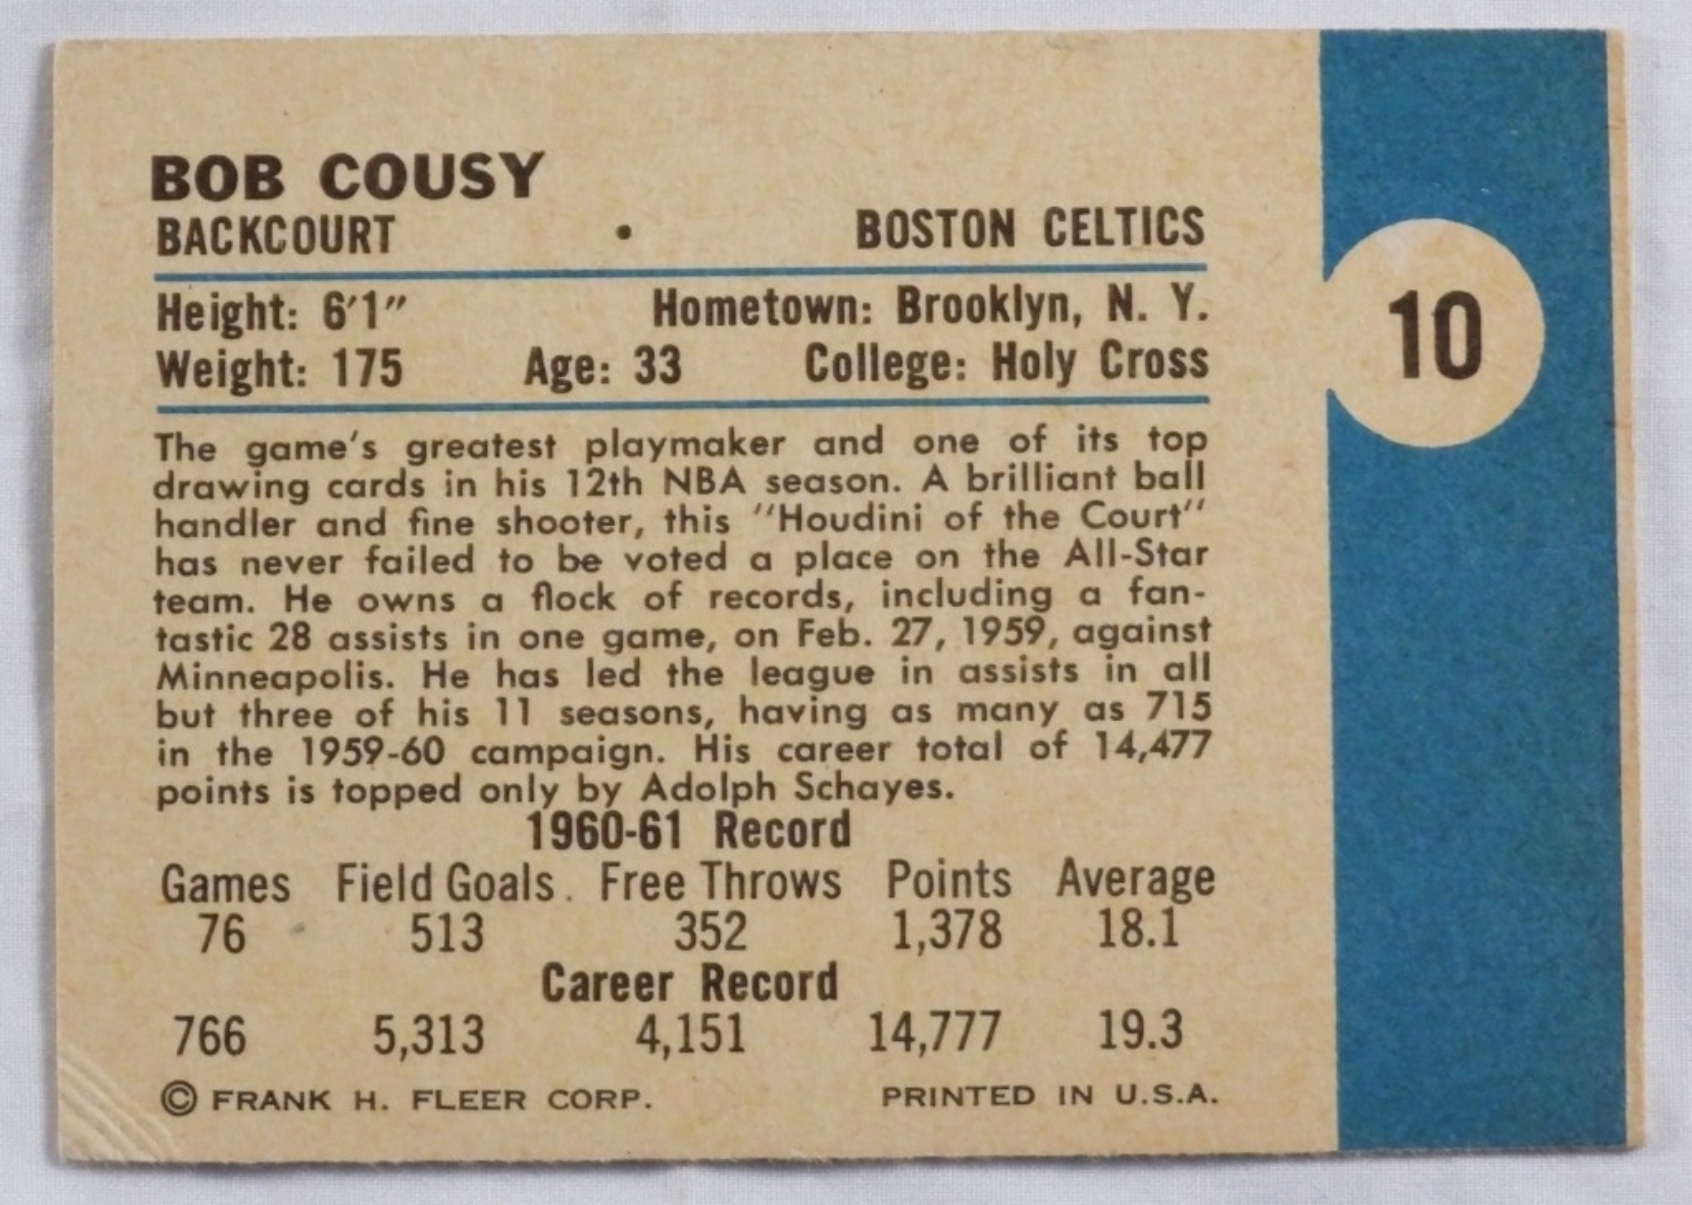 BOB COUSY
BACKCOURT • BOSTON CELTICS
Height: 6′1″ Hometown: Brooklyn, N. Y.
Weight: 175 Age: 33 College: Holy Cross
10
The game's greatest playmaker and one of its top
drawing cards in his 12th NBA season. A brilliant ball
handler and fine shooter, this "Houdini of the Court"
has never failed to be voted a place on the All-Star
team. He owns a flock of records, including a fan-
tastic 28 assists in one game, on Feb. 27, 1959, against
Minneapolis. He has led the league in assists in all
but three of his 11 seasons, having as many as 715
in the 1959-60 campaign. His career total of 14,477
points is topped only by Adolph Schayes.
1960-61 Record
Games Field Goals Free Throws Points Average
76 513 352 1,378 18.1
Career Record
766 5,313 4,151 14,777 19.3
© FRANK H. FLEER CORP. PRINTED IN U.S.A.